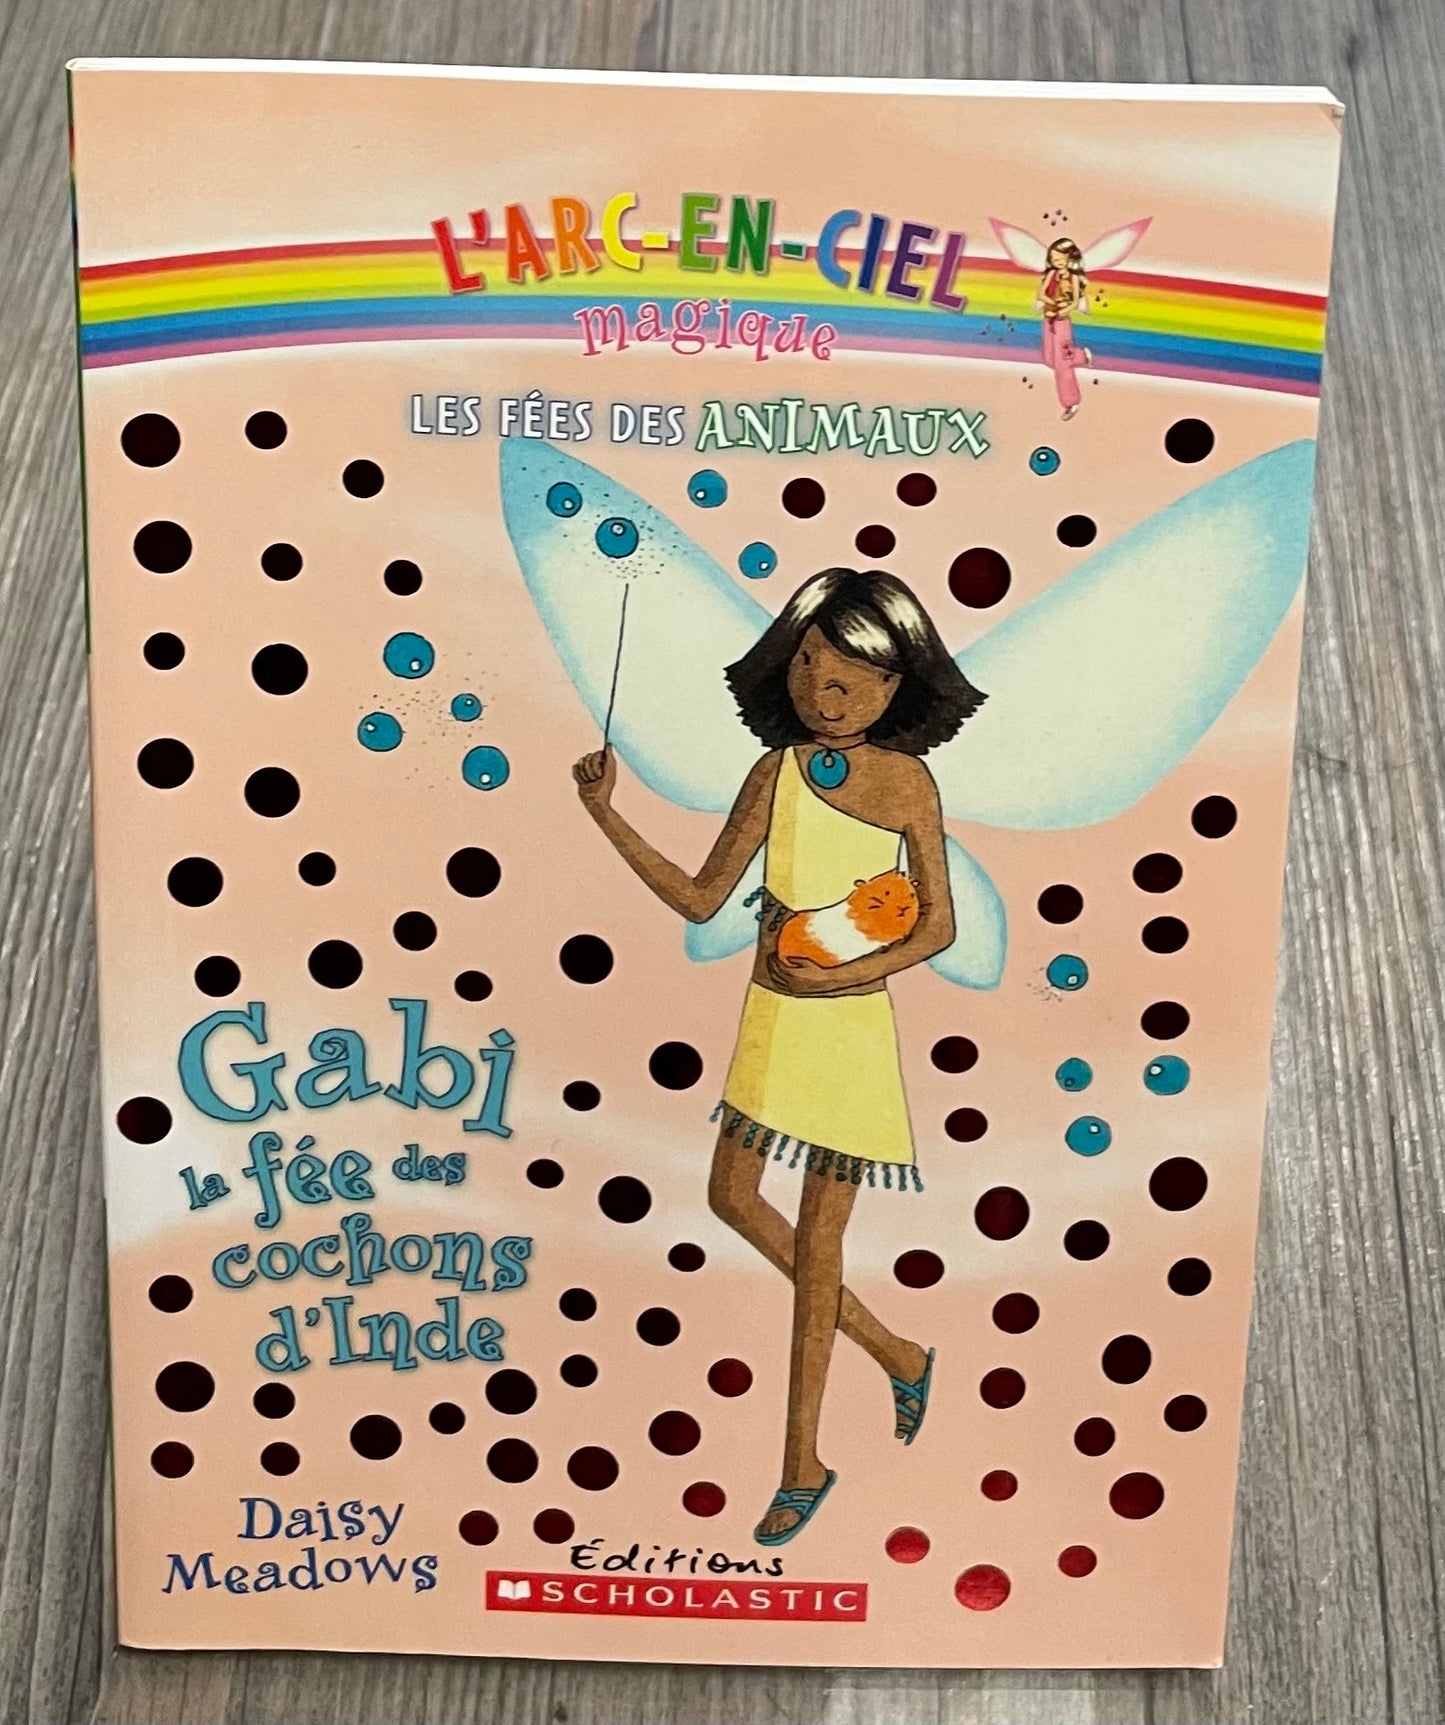 L'ARC-EN-CIEL
magique
LES FÉES DES ANIMAUX
Gabi
la fée des
cochons
d'Inde
Daisy
Meadows
Éditions
SCHOLASTIC